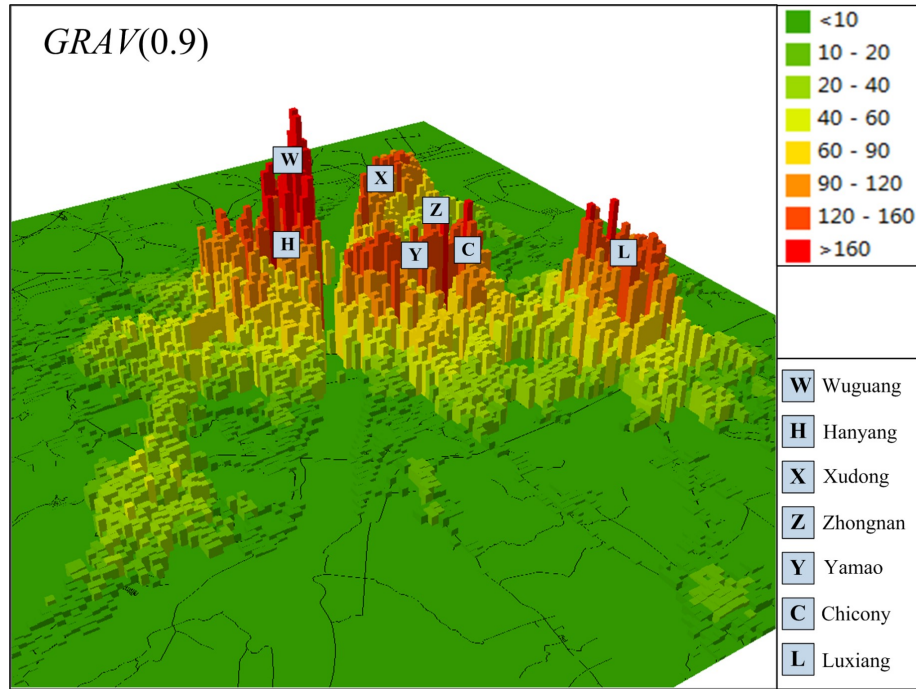 GRAV(0.9)
W
X
Z
H
Y
C
L
<10
10 - 20
20 - 40
40 - 60
60 - 90
90 - 120
120 - 160
>160
W Wuguang
H Hanyang
X Xudong
Z Zhongnan
Y Yamao
C Chicony
L Luxiang